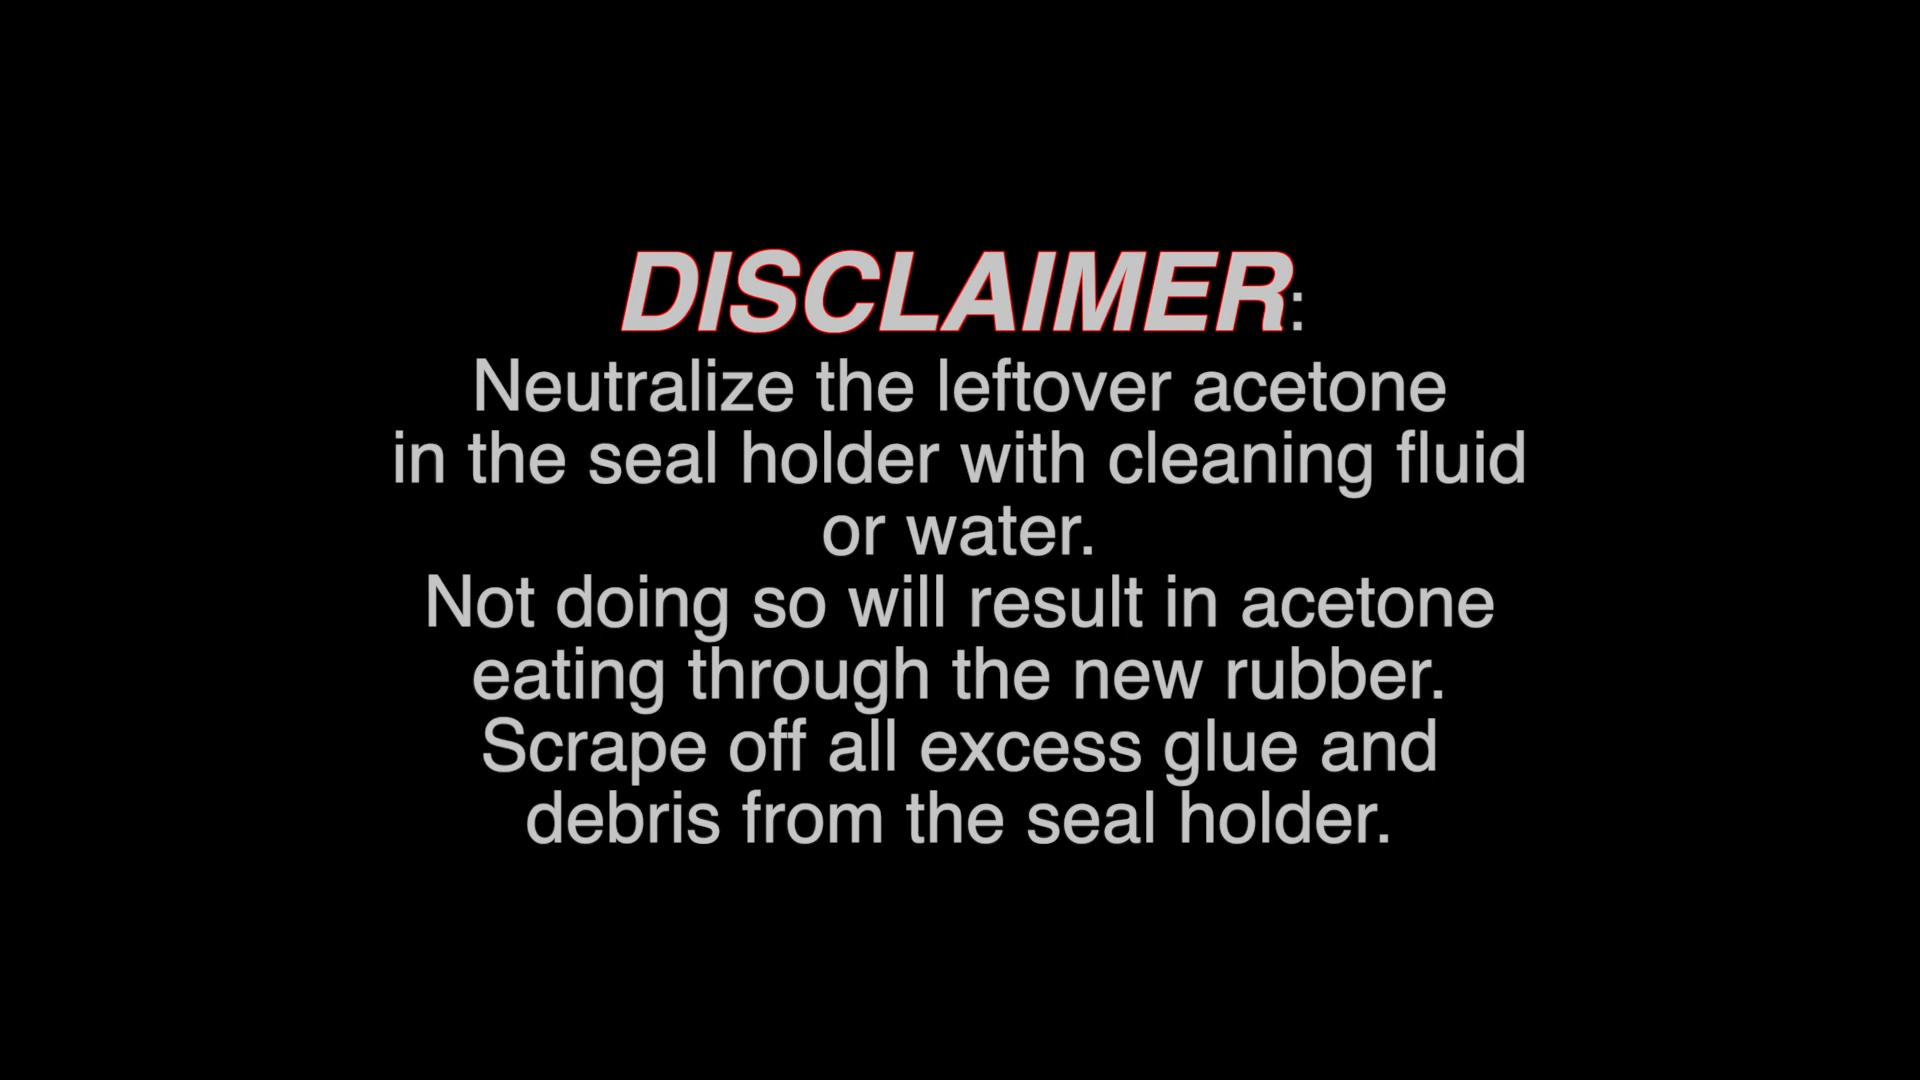 DISCLAIMER:
Neutralize the leftover acetone
in the seal holder with cleaning fluid
or water.
Not doing so will result in acetone
eating through the new rubber.
Scrape off all excess glue and
debris from the seal holder.